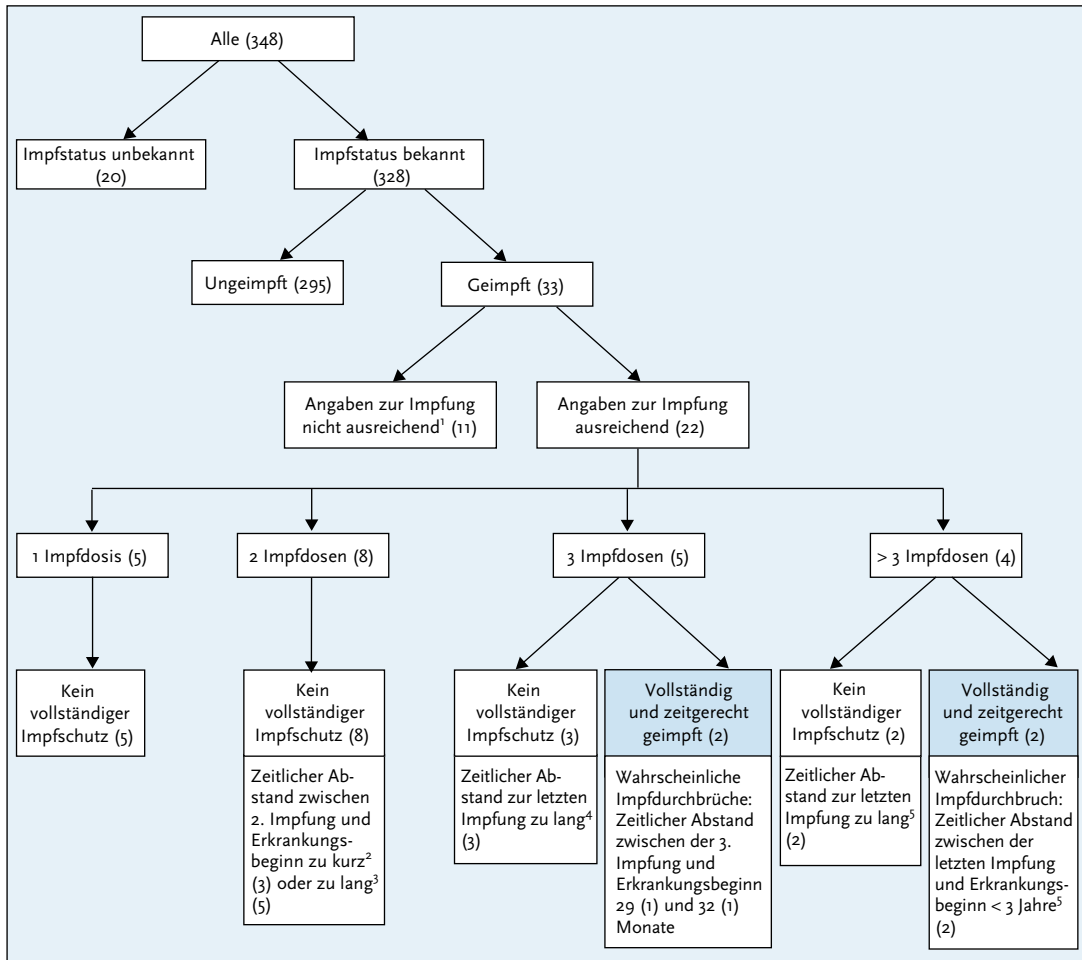 Alle (348)
Impfstatus unbekannt
(20)
Impfstatus bekannt
(328)
Ungeimpft (295)
Geimpft (33)
Angaben zur Impfung
nicht ausreichend¹ (11)
Angaben zur Impfung
ausreichend (22)
1 Impfdosis (5)
2 Impfdosen (8)
3 Impfdosen (5)
> 3 Impfdosen (4)
Kein
vollständiger
Impfschutz (5)
Kein
vollständiger
Impfschutz (8)
Zeitlicher Ab-
stand zwischen
2. Impfung und
Erkrankungs-
beginn zu kurz²
(3) oder zu lang³
(5)
Kein
vollständiger
Impfschutz (3)
Zeitlicher Ab-
stand zur letzten
Impfung zu lang⁴
(3)
Vollständig
und zeitgerecht
geimpft (2)
Wahrscheinliche
Impfdurchbrüche:
Zeitlicher Abstand
zwischen der 3.
Impfung und
Erkrankungsbeginn
29 (1) und 32 (1)
Monate
Kein
vollständiger
Impfschutz (2)
Zeitlicher Ab-
stand zur letzten
Impfung zu lang⁵
(2)
Vollständig
und zeitgerecht
geimpft (2)
Wahrscheinlicher
Impfdurchbruch:
Zeitlicher Abstand
zwischen der
letzten Impfung
und Erkrankungs-
beginn < 3 Jahre⁵
(2)